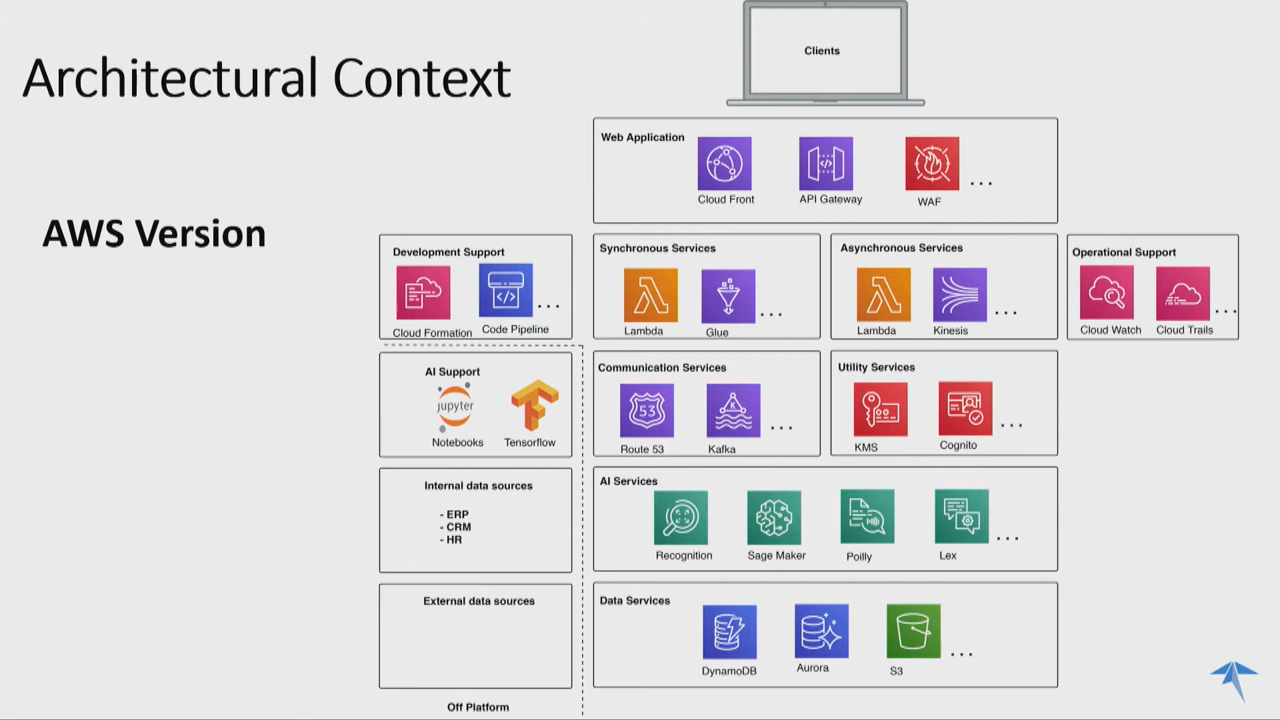 Architectural Context
AWS Version
Clients
Web Application
Cloud Front
API Gateway
WAF
...
Development Support
Cloud Formation
Code Pipeline
...
Synchronous Services
Lambda
Glue
...
Asynchronous Services
Lambda
Kinesis
...
Operational Support
Cloud Watch
Cloud Trails
...
AI Support
jupyter
Notebooks
Tensorflow
Communication Services
53
Route 53
K
Kafka
...
Utility Services
KMS
Cognito
...
Internal data sources
- ERP
- CRM
- HR
AI Services
Recognition
Sage Maker
Poilly
Lex
...
External data sources
Data Services
DynamoDB
Aurora
S3
...
Off Platform